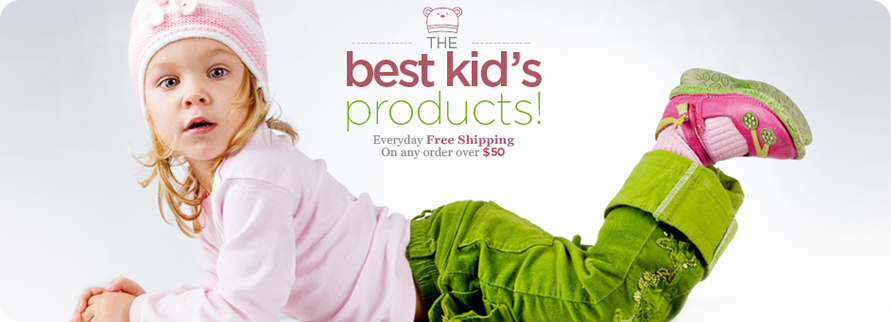 THE
best kid's
products!
Everyday Free Shipping
On any order over $50